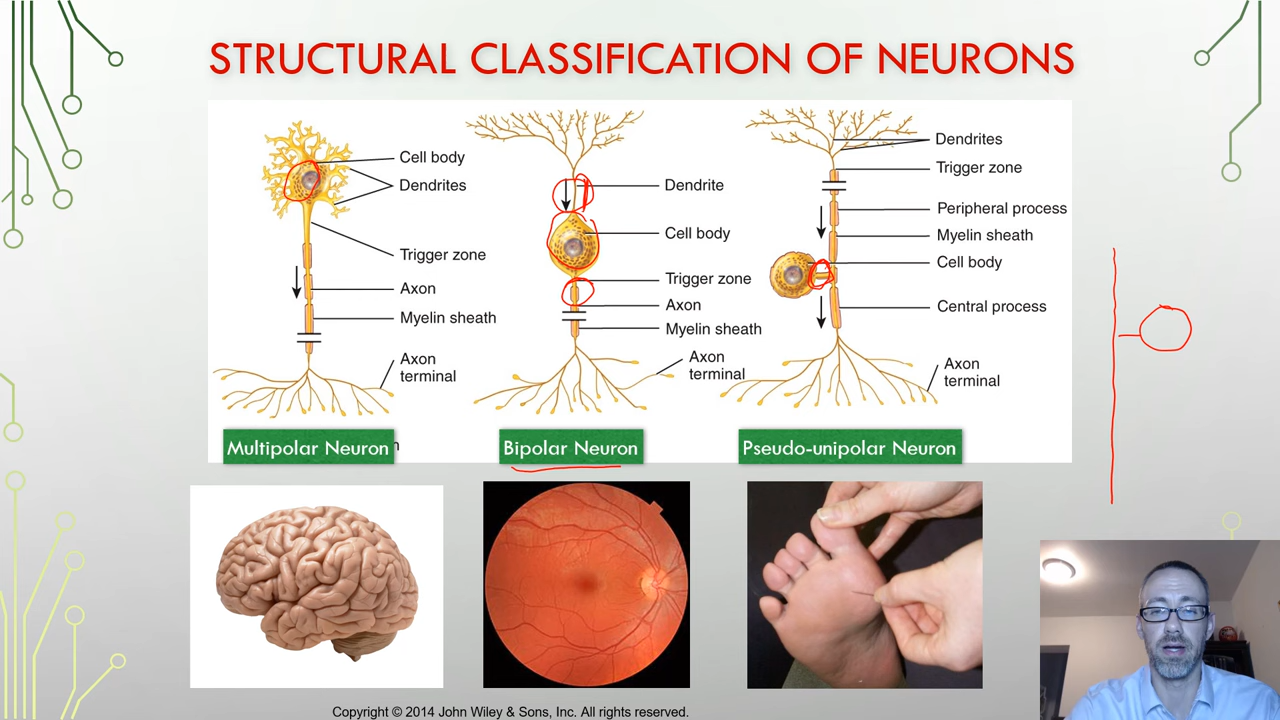 STRUCTURAL CLASSIFICATION OF NEURONS
Cell body
Dendrites
Trigger zone
Axon
Myelin sheath
Axon
terminal
Multipolar Neuron
n
Dendrite
Cell body
Trigger zone
Axon
Myelin sheath
Axon
terminal
Bipolar Neuron
Dendrites
Trigger zone
Peripheral process
Myelin sheath
Cell body
Central process
Axon
terminal
Pseudo-unipolar Neuron
Copyright © 2014 John Wiley & Sons, Inc. All rights reserved.